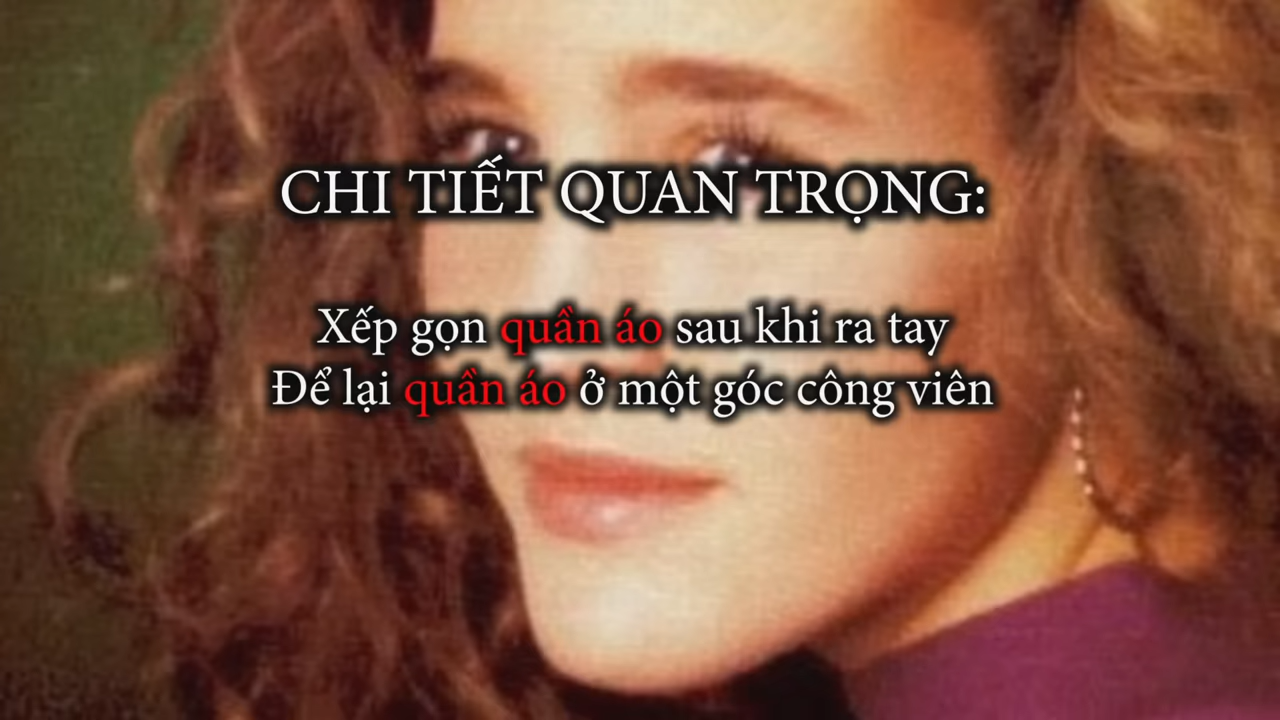 CHI TIẾT QUAN TRỌNG:
Xếp gọn quần áo sau khi ra tay
Để lại quần áo ở một góc công viên